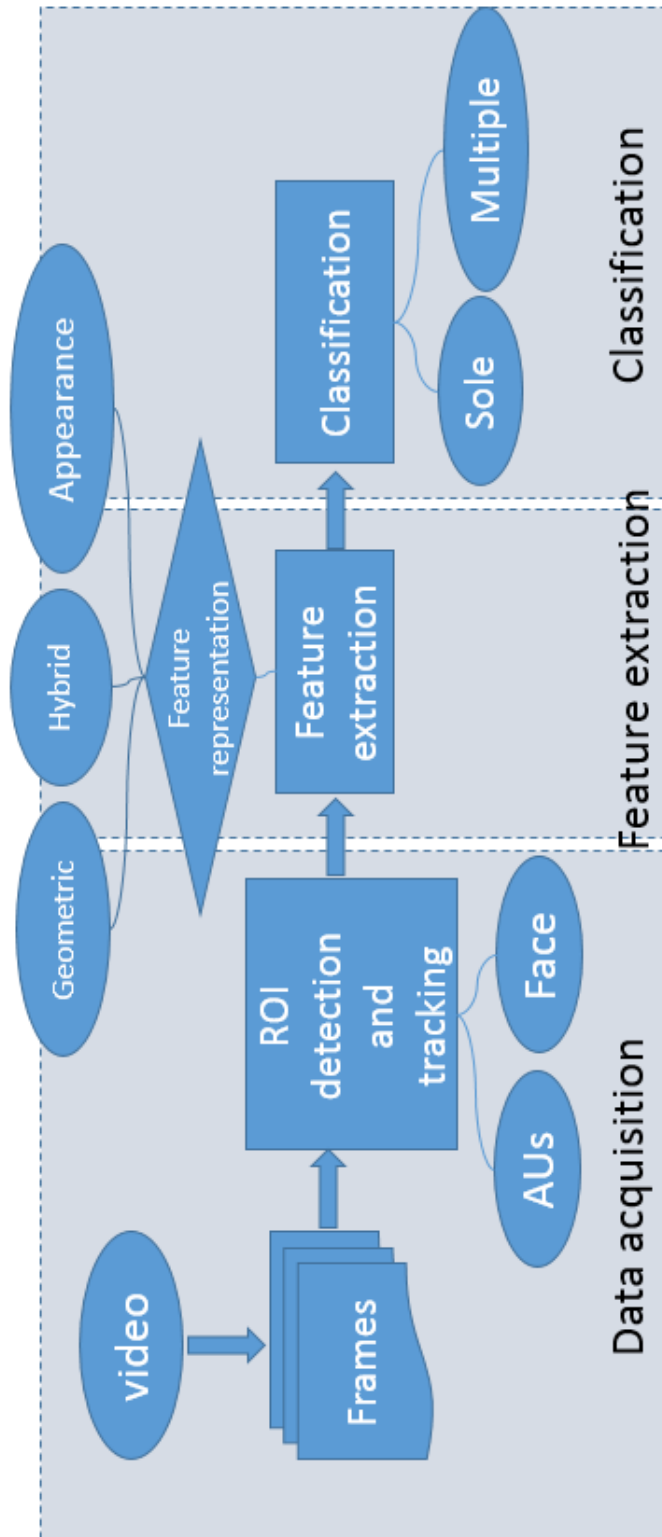 video
Frames
ROI
detection
and
tracking
AUs
Face
Data acquisition
Geometric
Hybrid
Appearance
Feature
representation
Feature
extraction
Feature extraction
Classification
Sole
Multiple
Classification